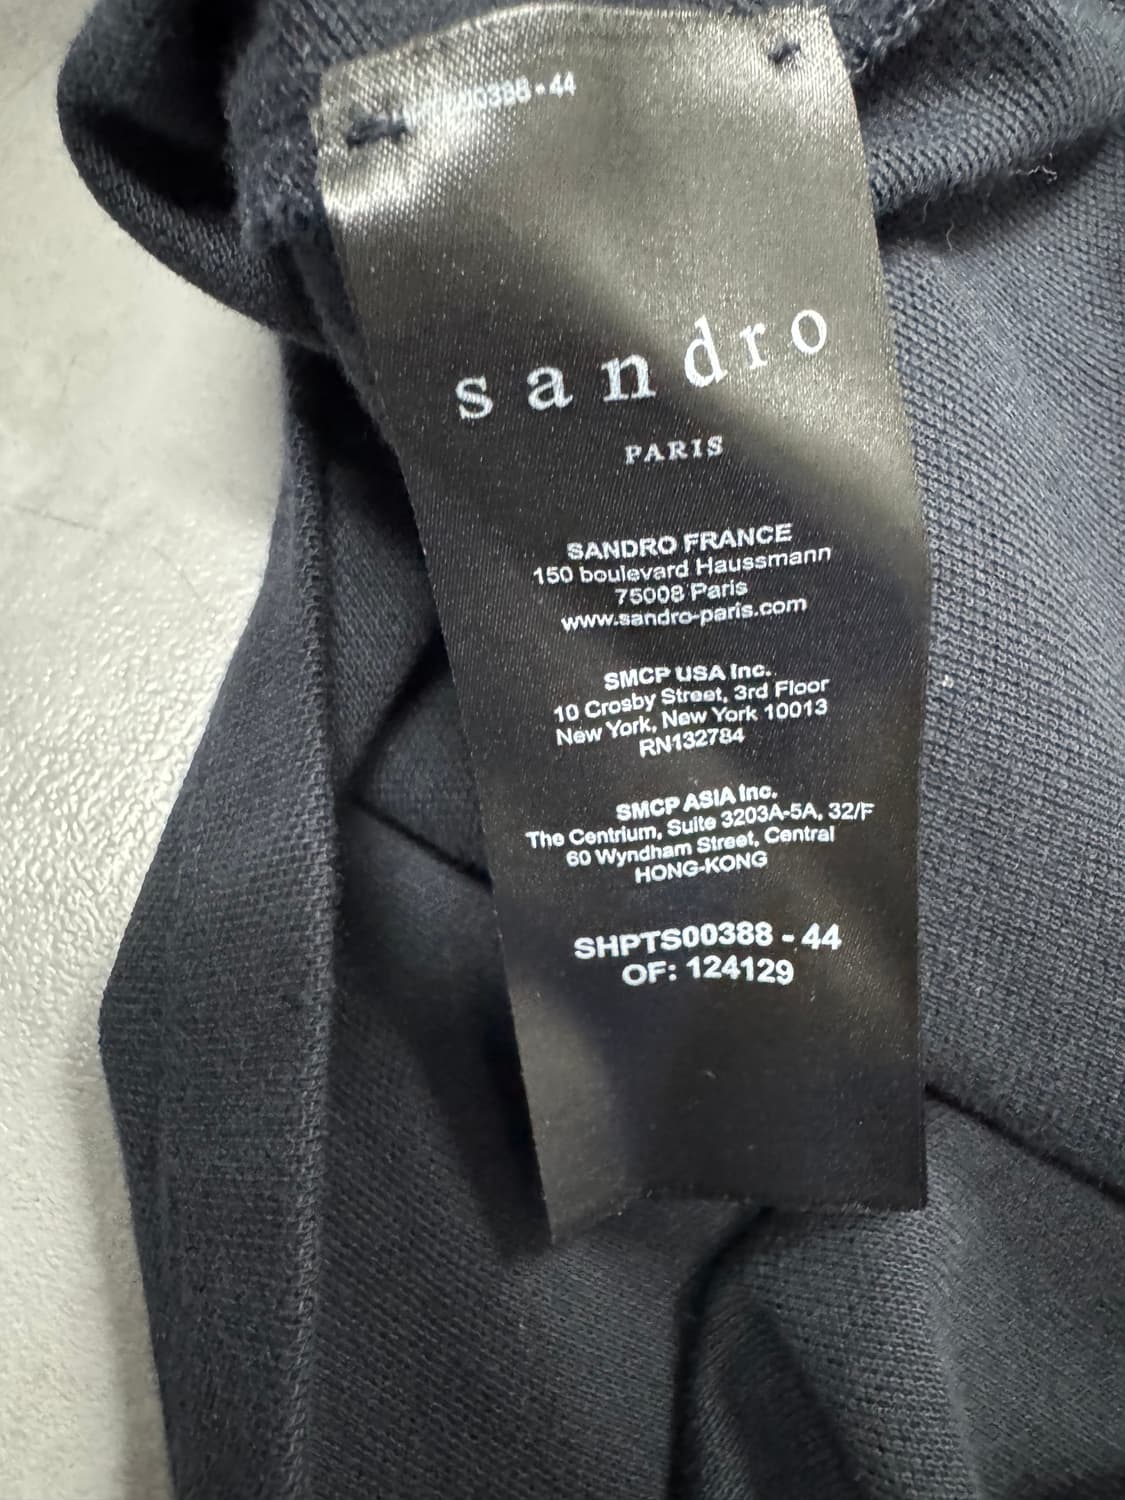 sandro
PARIS
SANDRO FRANCE
150 boulevard Haussmann
75008 Paris
www.sandro-paris.com
SMCP USA Inc.
10 Crosby Street, 3rd Floor
New York, New York 10013
RN132784
SMCP ASIA Inc.
The Centrium, Suite 3203A-5A, 32/F
60 Wyndham Street, Central
HONG-KONG
SHPTS00388 - 44
OF: 124129